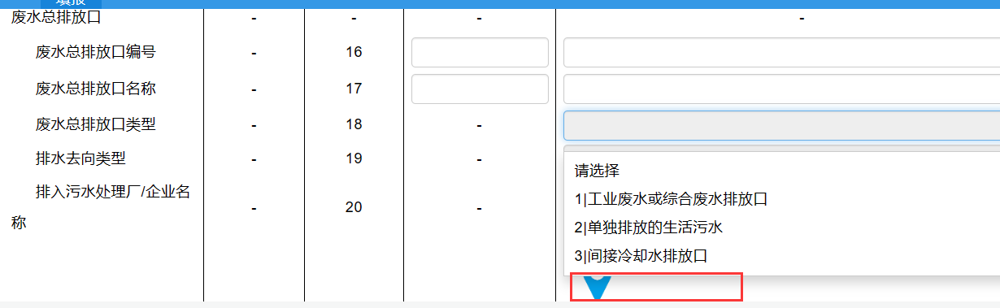 填报
废水总排放口 - - - -
废水总排放口编号 - 16
废水总排放口名称 - 17
废水总排放口类型 - 18 -
排水去向类型 - 19 -
排入污水处理厂/企业名
称 - 20 -
请选择
1|工业废水或综合废水排放口
2|单独排放的生活污水
3|间接冷却水排放口